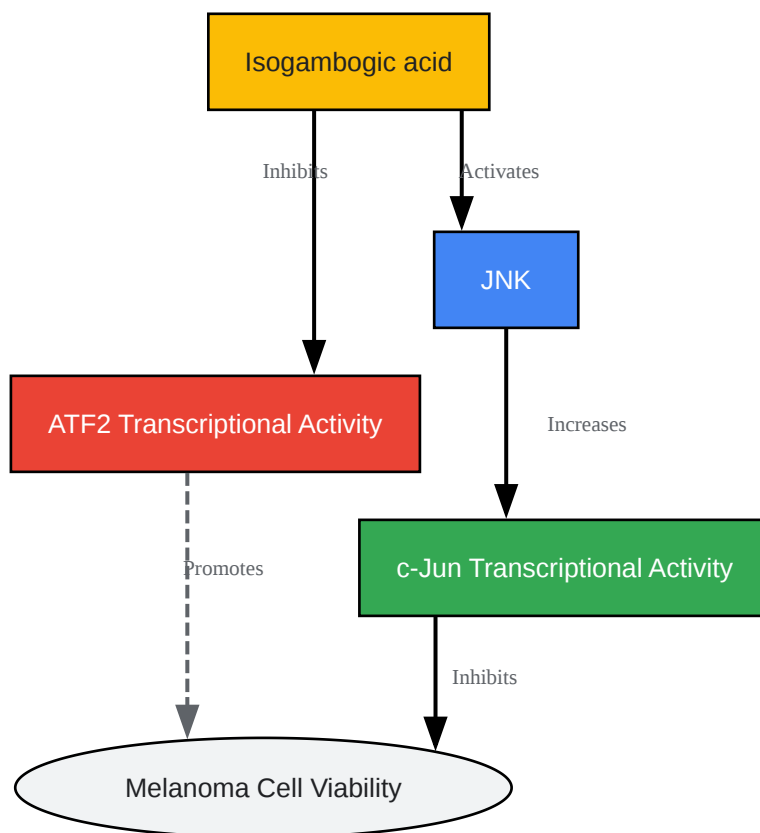 Isogambogic acid
Inhibits
Activates
JNK
ATF2 Transcriptional Activity
Increases
Promotes
c-Jun Transcriptional Activity
Inhibits
Melanoma Cell Viability